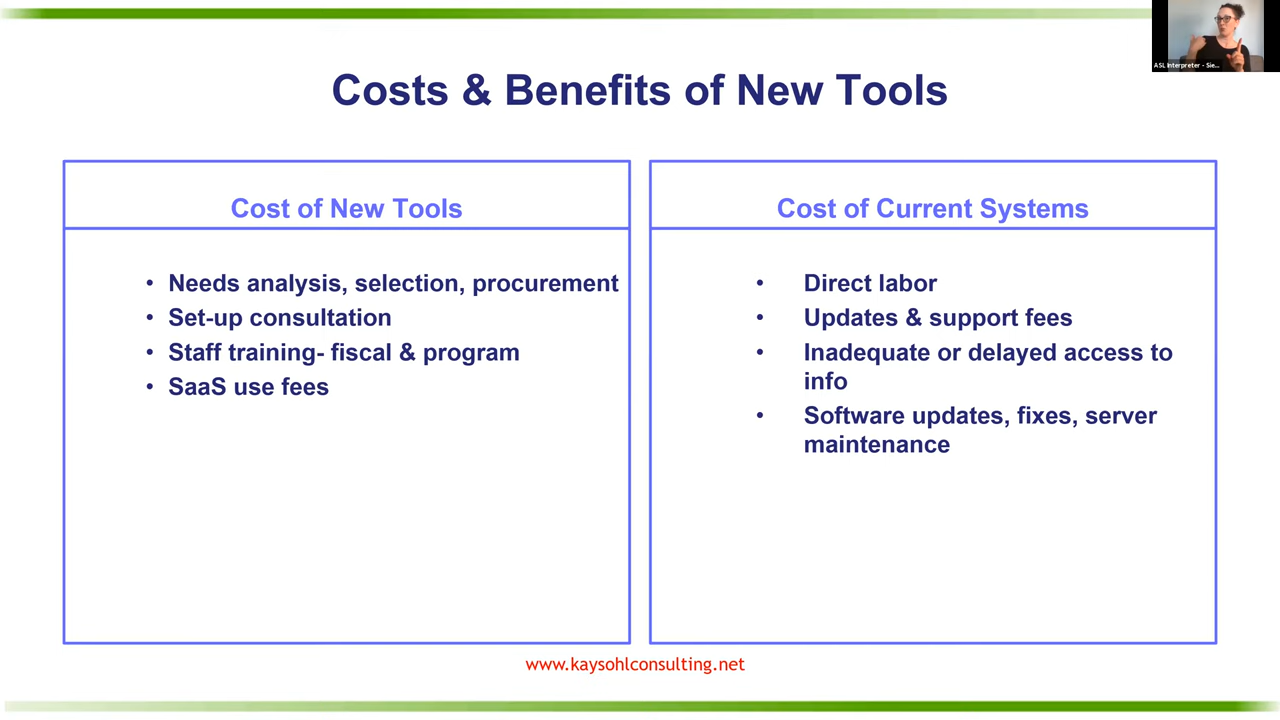 ASL Interpreter - Sie...
Costs & Benefits of New Tools
Cost of New Tools
• Needs analysis, selection, procurement
• Set-up consultation
• Staff training- fiscal & program
• SaaS use fees
Cost of Current Systems
• Direct labor
• Updates & support fees
• Inadequate or delayed access to
info
• Software updates, fixes, server
maintenance
www.kaysohlconsulting.net